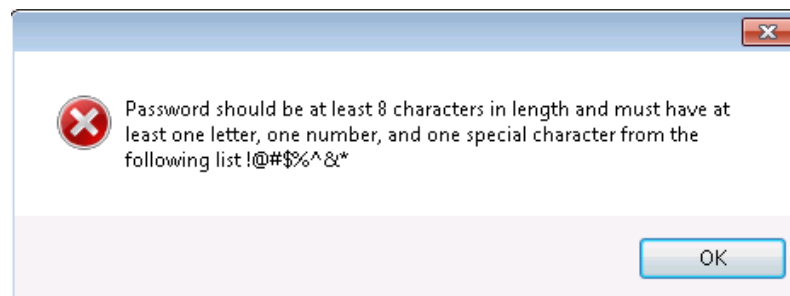 Password should be at least 8 characters in length and must have at
least one letter, one number, and one special character from the
following list !@#$%^&*
OK